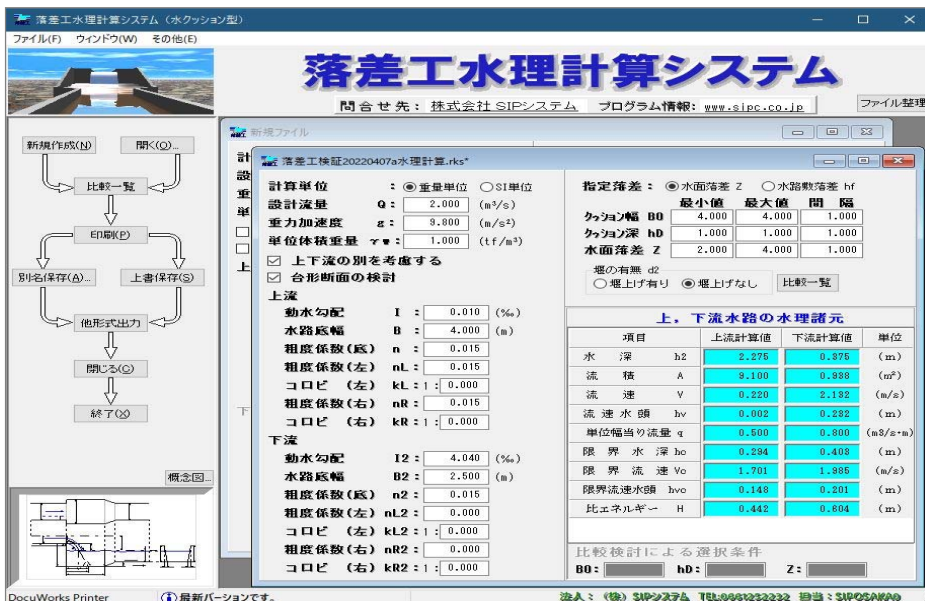 落差工水理計算システム（水クッション型）
ファイル(F) ウィンドウ(W) その他(E)
落差工水理計算システム
問合せ先： 株式会社 SIPシステム プログラム情報： www.sipc.co.jp
ファイル整理
新規作成(N) 開く(O)...
比較一覧
印刷(P)
別名保存(A)... 上書保存(S)
他形式出力
閉じる(C)
終了(X)
概念図...
新規ファイル
落差工検証20220407a水理計算.rks*
計算単位 ： 重量単位 SI単位
設計流量 Q： 2.000 (m³/s)
重力加速度 g： 9.800 (m/s²)
単位体積重量 γw： 1.000 (tf/m³)
上下流の別を考慮する
台形断面の検討
上流
動水勾配 I ： 0.010 (‰)
水路底幅 B ： 4.000 (m)
粗度係数(底) n ： 0.015
粗度係数(左) nL ： 0.015
コロビ (左) kL：1： 0.000
粗度係数(右) nR ： 0.015
コロビ (右) kR：1： 0.000
下流
動水勾配 I2 ： 4.040 (‰)
水路底幅 B2 ： 2.500 (m)
粗度係数(底) n2 ： 0.015
粗度係数(左) nL2 ： 0.000
コロビ (左) kL2：1： 0.000
粗度係数(右) nR2 ： 0.000
コロビ (右) kR2：1： 0.000
指定落差： 水面落差 Z 水路敷落差 hf
最小値 最大値 間 隔
クッション幅 B0 4.000 4.000 1.000
クッション深 hD 1.000 1.000 1.000
水面落差 Z 2.000 4.000 1.000
堰の有無 d2
堰上げ有り 堰上げなし 比較一覧
上，下流水路の水理諸元
項目 上流計算値 下流計算値 単位
水 深 h2 2.275 0.375 (m)
流 積 A 9.100 0.938 (m²)
流 速 V 0.220 2.132 (m/s)
流 速 水 頭 hv 0.002 0.232 (m)
単位幅当り流量 q 0.500 0.800 (m3/s・m)
限 界 水 深 ho 0.294 0.403 (m)
限 界 流 速 Vo 1.701 1.985 (m/s)
限界流速水頭 hvo 0.148 0.201 (m)
比エネルギー H 0.442 0.604 (m)
比較検討による選択条件
B0： hD： Z：
DocuWorks Printer 最新バージョンです。
法人：（株）SIPシステム TEL:0661252232 担当：SIPOSAKA0